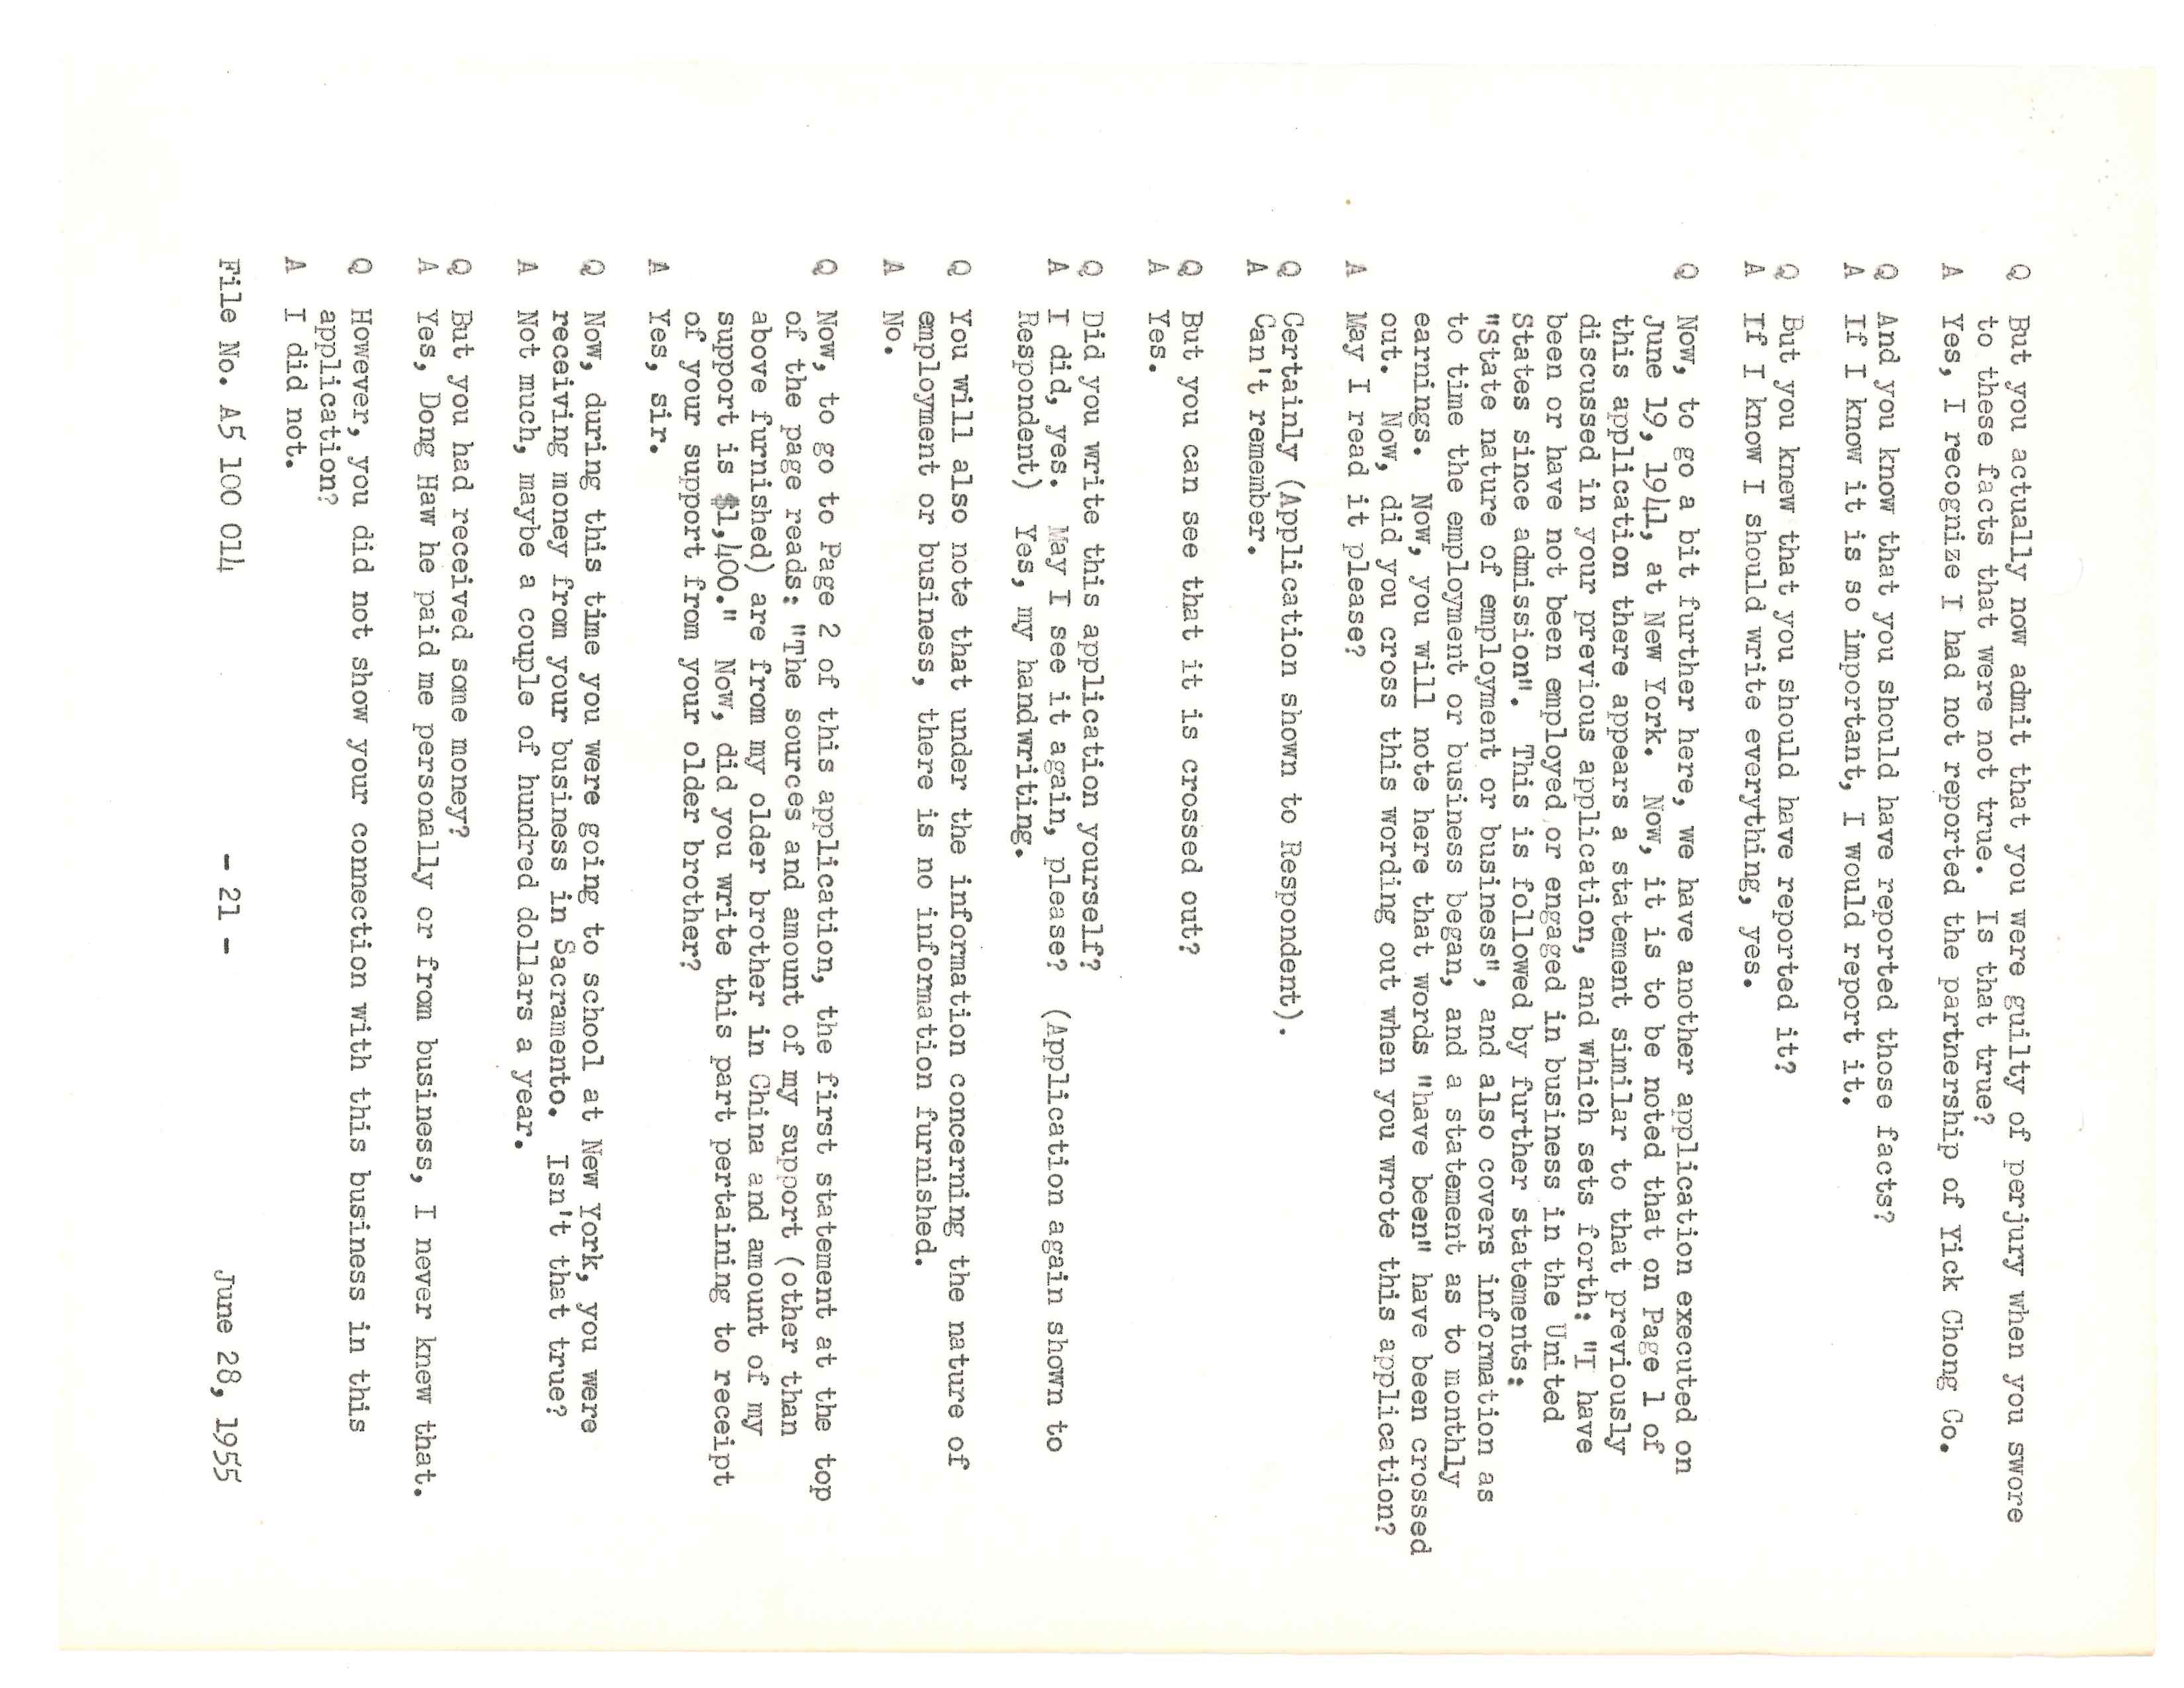 Q But you actually now admit that you were guilty of perjury when you swore
to these facts that were not true. Is that true?
A Yes, I recognize I had not reported the partnership of Yick Chong Co.
Q And you know that you should have reported those facts?
A If I know it is so important, I would report it.
Q But you knew that you should have reported it?
A If I know I should write everything, yes.
Q Now, to go a bit further here, we have another application executed on
June 19, 1941, at New York. Now, it is to be noted that on Page 1 of
this application there appears a statement similar to that previously
discussed in your previous application, and which sets forth: "I have
been or have not been employed or engaged in business in the United
States since admission". This is followed by further statements:
"State nature of employment or business", and also covers information as
to time the employment or business began, and a statement as to monthly
earnings. Now, you will note here that words "have been" have been crossed
out. Now, did you cross this wording out when you wrote this application?
A May I read it please?
Q Certainly (Application shown to Respondent).
A Can't remember.
Q But you can see that it is crossed out?
A Yes.
Q Did you write this application yourself?
A I did, yes. May I see it again, please? (Application again shown to
Respondent) Yes, my handwriting.
Q You will also note that under the information concerning the nature of
employment or business, there is no information furnished.
A No.
Q Now, to go to Page 2 of this application, the first statement at the top
of the page reads: "The sources and amount of my support (other than
above furnished) are from my older brother in China and amount of my
support is $1,400." Now, did you write this part pertaining to receipt
of your support from your older brother?
A Yes, sir.
Q Now, during this time you were going to school at New York, you were
receiving money from your business in Sacramento. Isn't that true?
A Not much, maybe a couple of hundred dollars a year.
Q But you had received some money?
A Yes, Dong Haw he paid me personally or from business, I never knew that.
Q However, you did not show your connection with this business in this
application?
A I did not.
File No. A5 100 014 - 21 - June 28, 1955